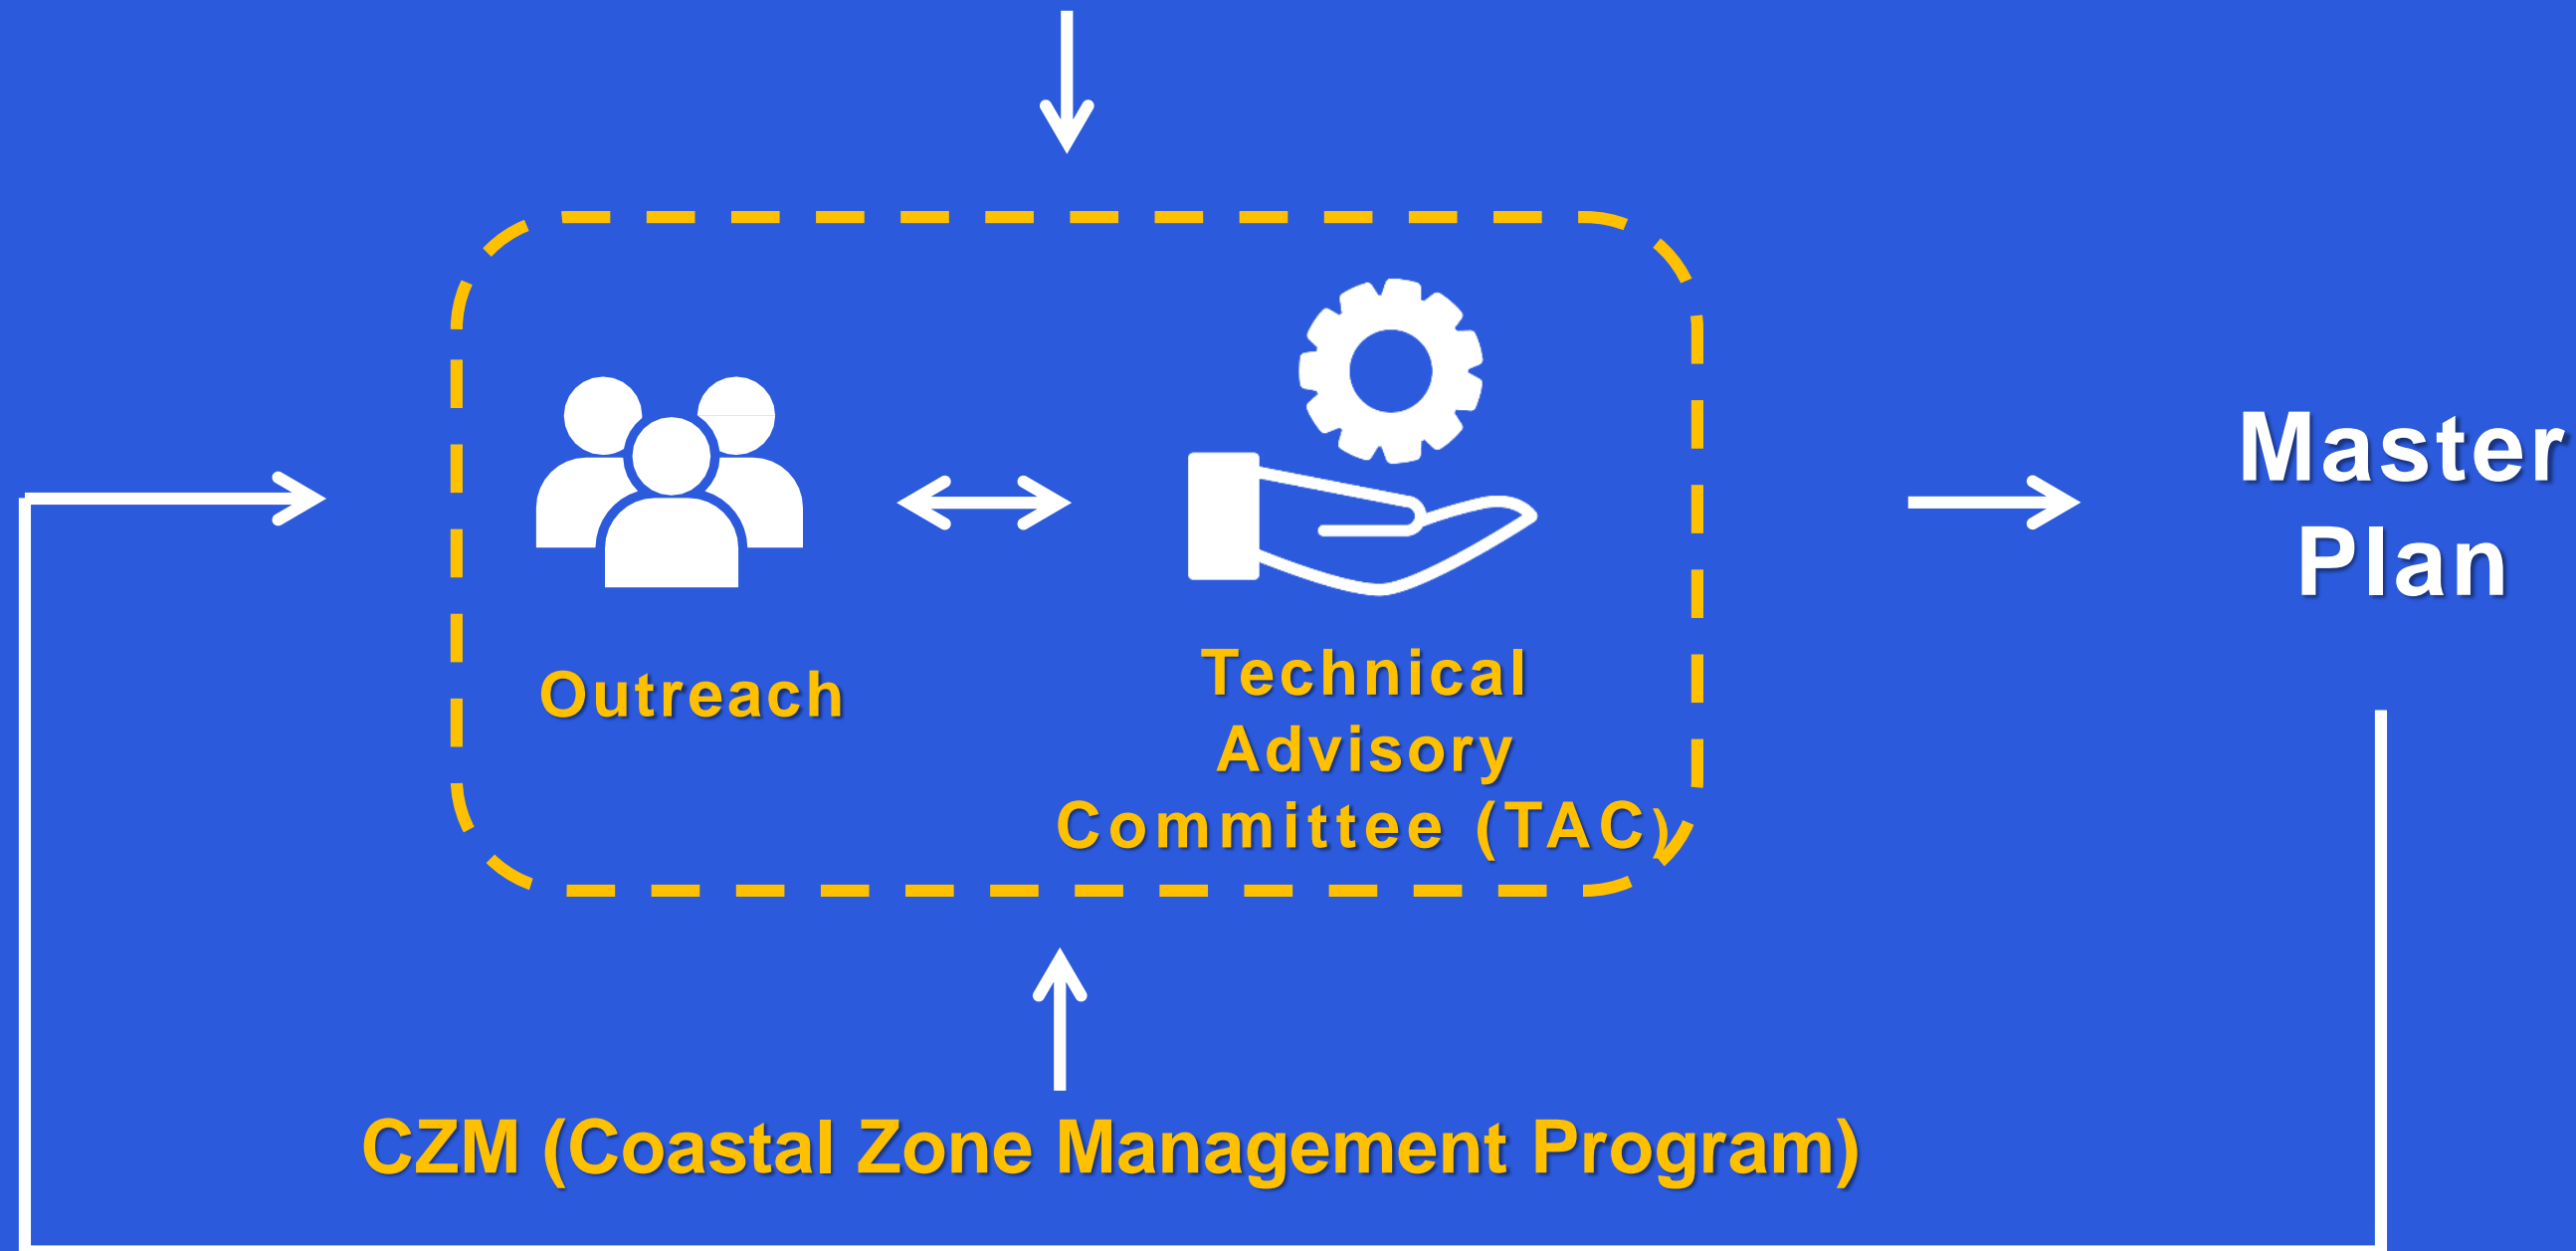 Master
Plan
Outreach
Technical
Advisory
Committee (TAC)
CZM (Coastal Zone Management Program)